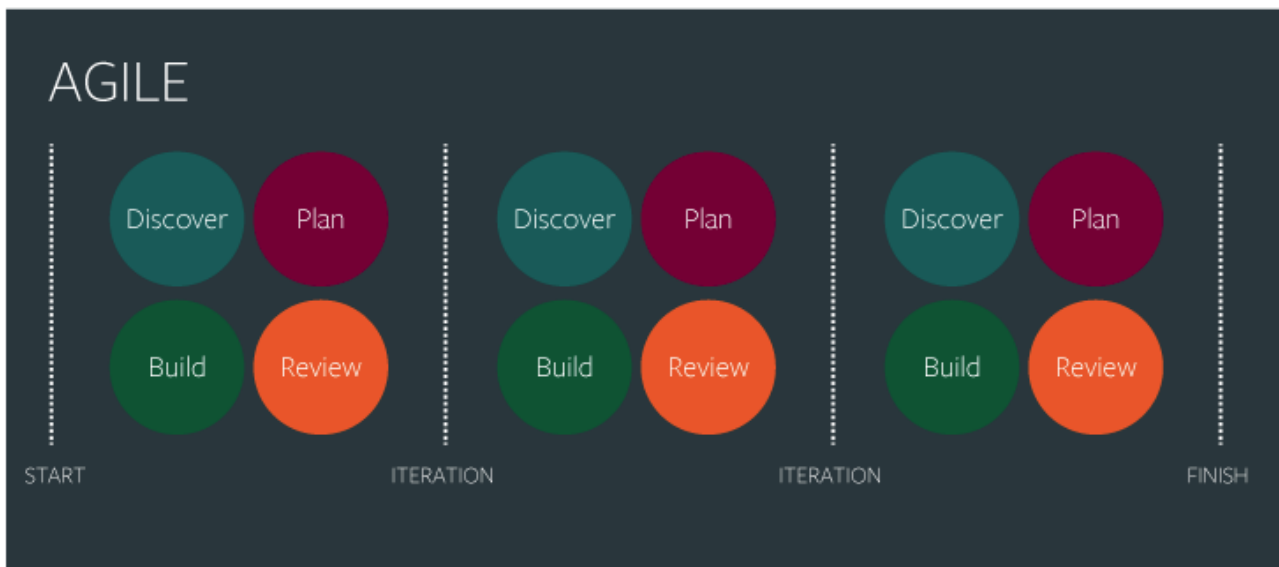 AGILE
Discover Plan Discover Plan Discover Plan
Build Review Build Review Build Review
START ITERATION ITERATION FINISH